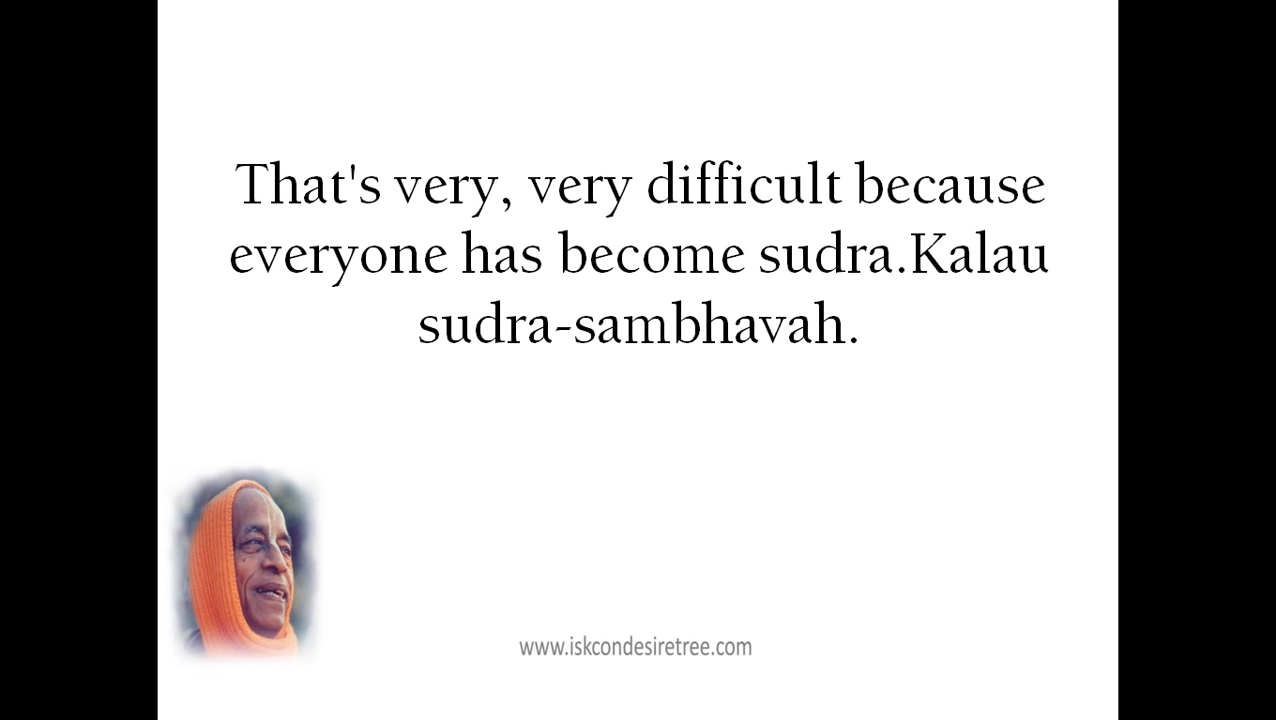 That's very, very difficult because
everyone has become sudra.Kalau
sudra-sambhavah.
www.iskcondesiretree.com